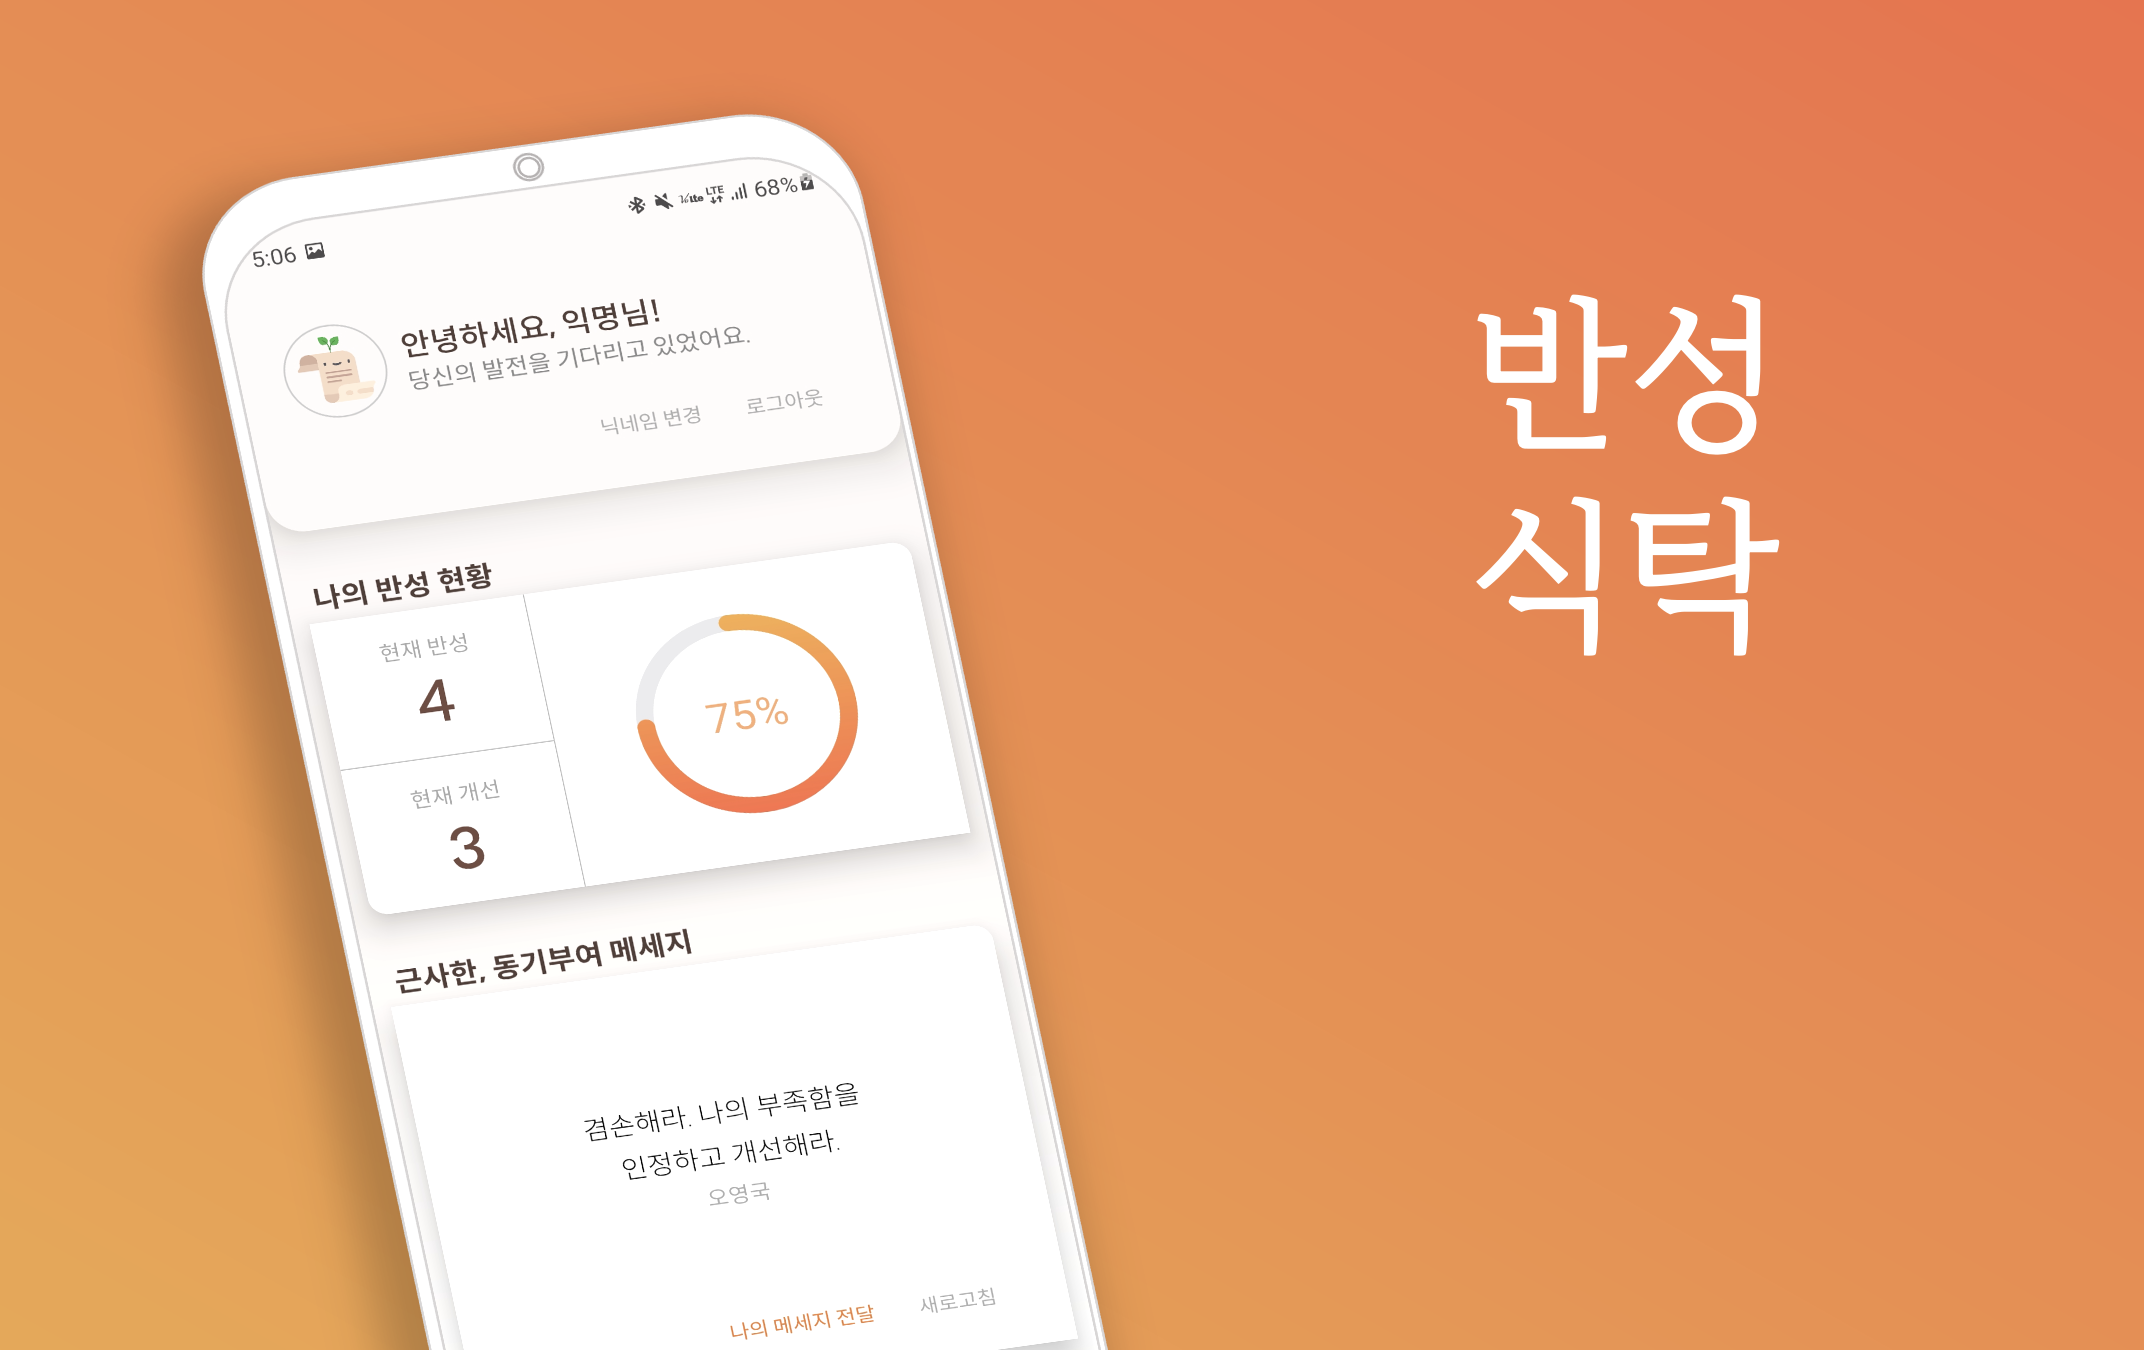 5:06
LTE 68%
안녕하세요, 익명님!
당신의 발전을 기다리고 있었어요.
닉네임 변경 로그아웃
나의 반성 현황
현재 반성
4
현재 개선
3
75%
근사한, 동기부여 메세지
겸손해라. 나의 부족함을
인정하고 개선해라.
오영국
나의 메세지 전달 새로고침
반성
식탁